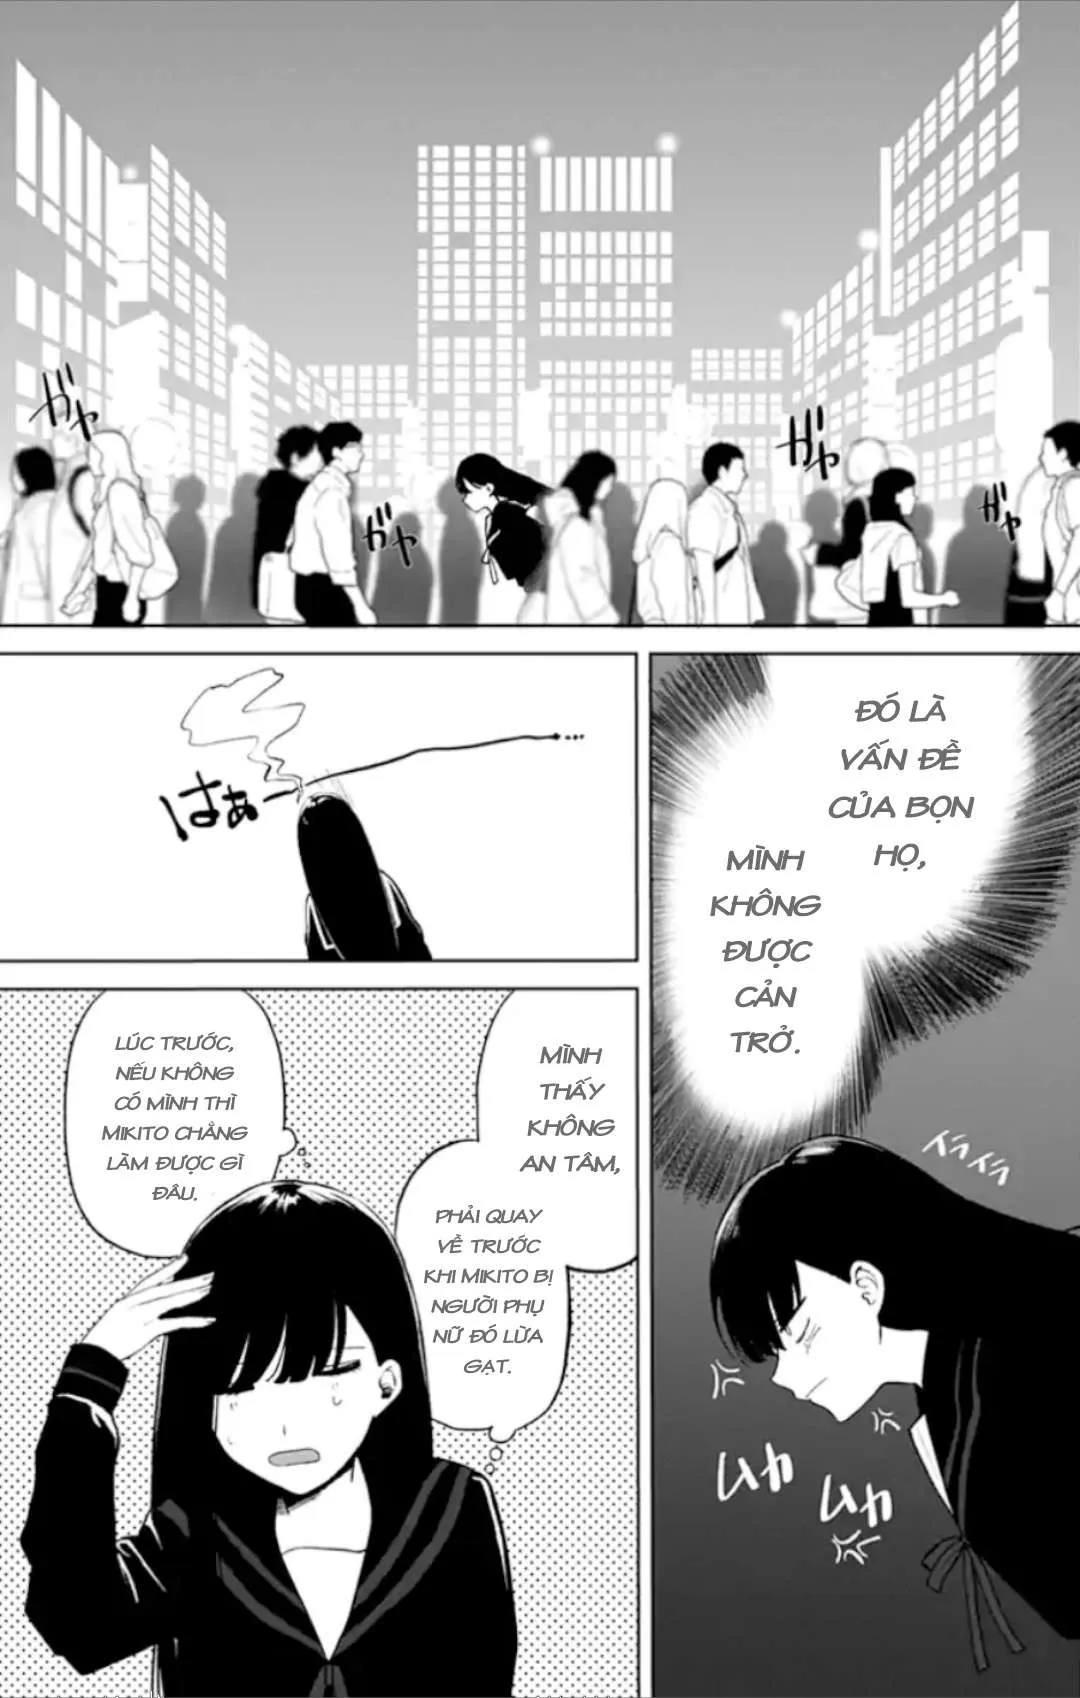 ガヤ
ガヤ
ガヤ
ガヤ
ĐÓ LÀ
VẤN ĐỀ
CỦA BỌN
HỌ,
MÌNH
KHÔNG
ĐƯỢC
CẢN
TRỞ.
イライラ
ムカ
ムカ
はぁー
...
MÌNH
THẤY
KHÔNG
AN TÂM,
PHẢI QUAY
VỀ TRƯỚC
KHI MIKITO BỊ
NGƯỜI PHỤ
NỮ ĐÓ LỪA
GẠT.
LÚC TRƯỚC,
NẾU KHÔNG
CÓ MÌNH THÌ
MIKITO CHẲNG
LÀM ĐƯỢC GÌ
ĐÂU.